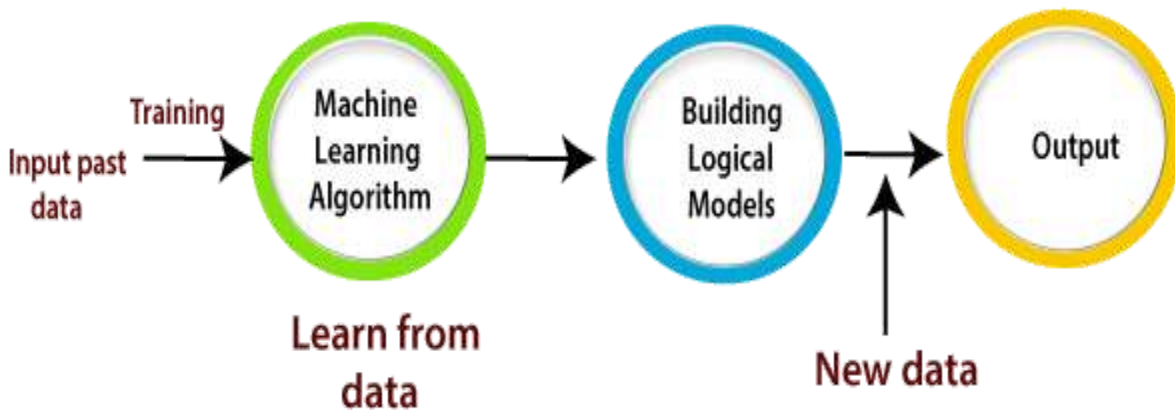 Training
Input past
data
Machine
Learning
Algorithm
Learn from
data
Building
Logical
Models
New data
Output